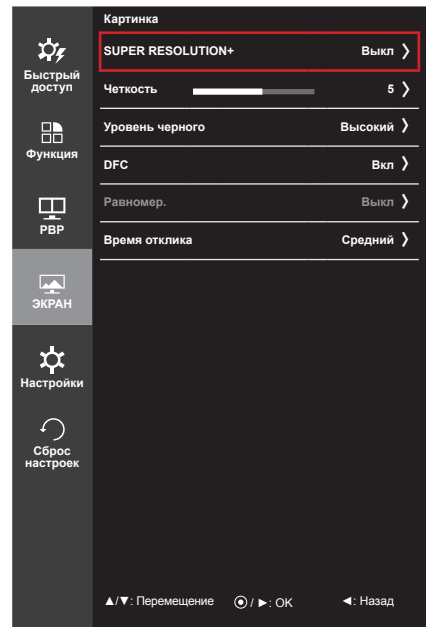 Картинка
SUPER RESOLUTION+ Выкл ❭
Четкость 5 ❭
Уровень черного Высокий ❭
DFC Вкл ❭
Равномер. Выкл ❭
Время отклика Средний ❭
Быстрый
доступ
Функция
PBP
ЭКРАН
Настройки
Сброс
настроек
▲/▼: Перемещение ⦿ / ►: OK ◄: Назад